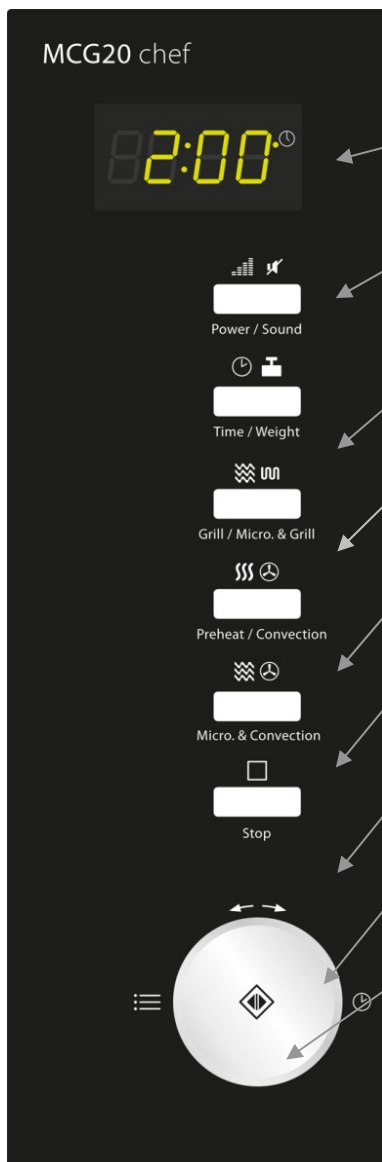 MCG20 chef
2:00
Power / Sound
Time / Weight
Grill / Micro. & Grill
Preheat / Convection
Micro. & Convection
Stop